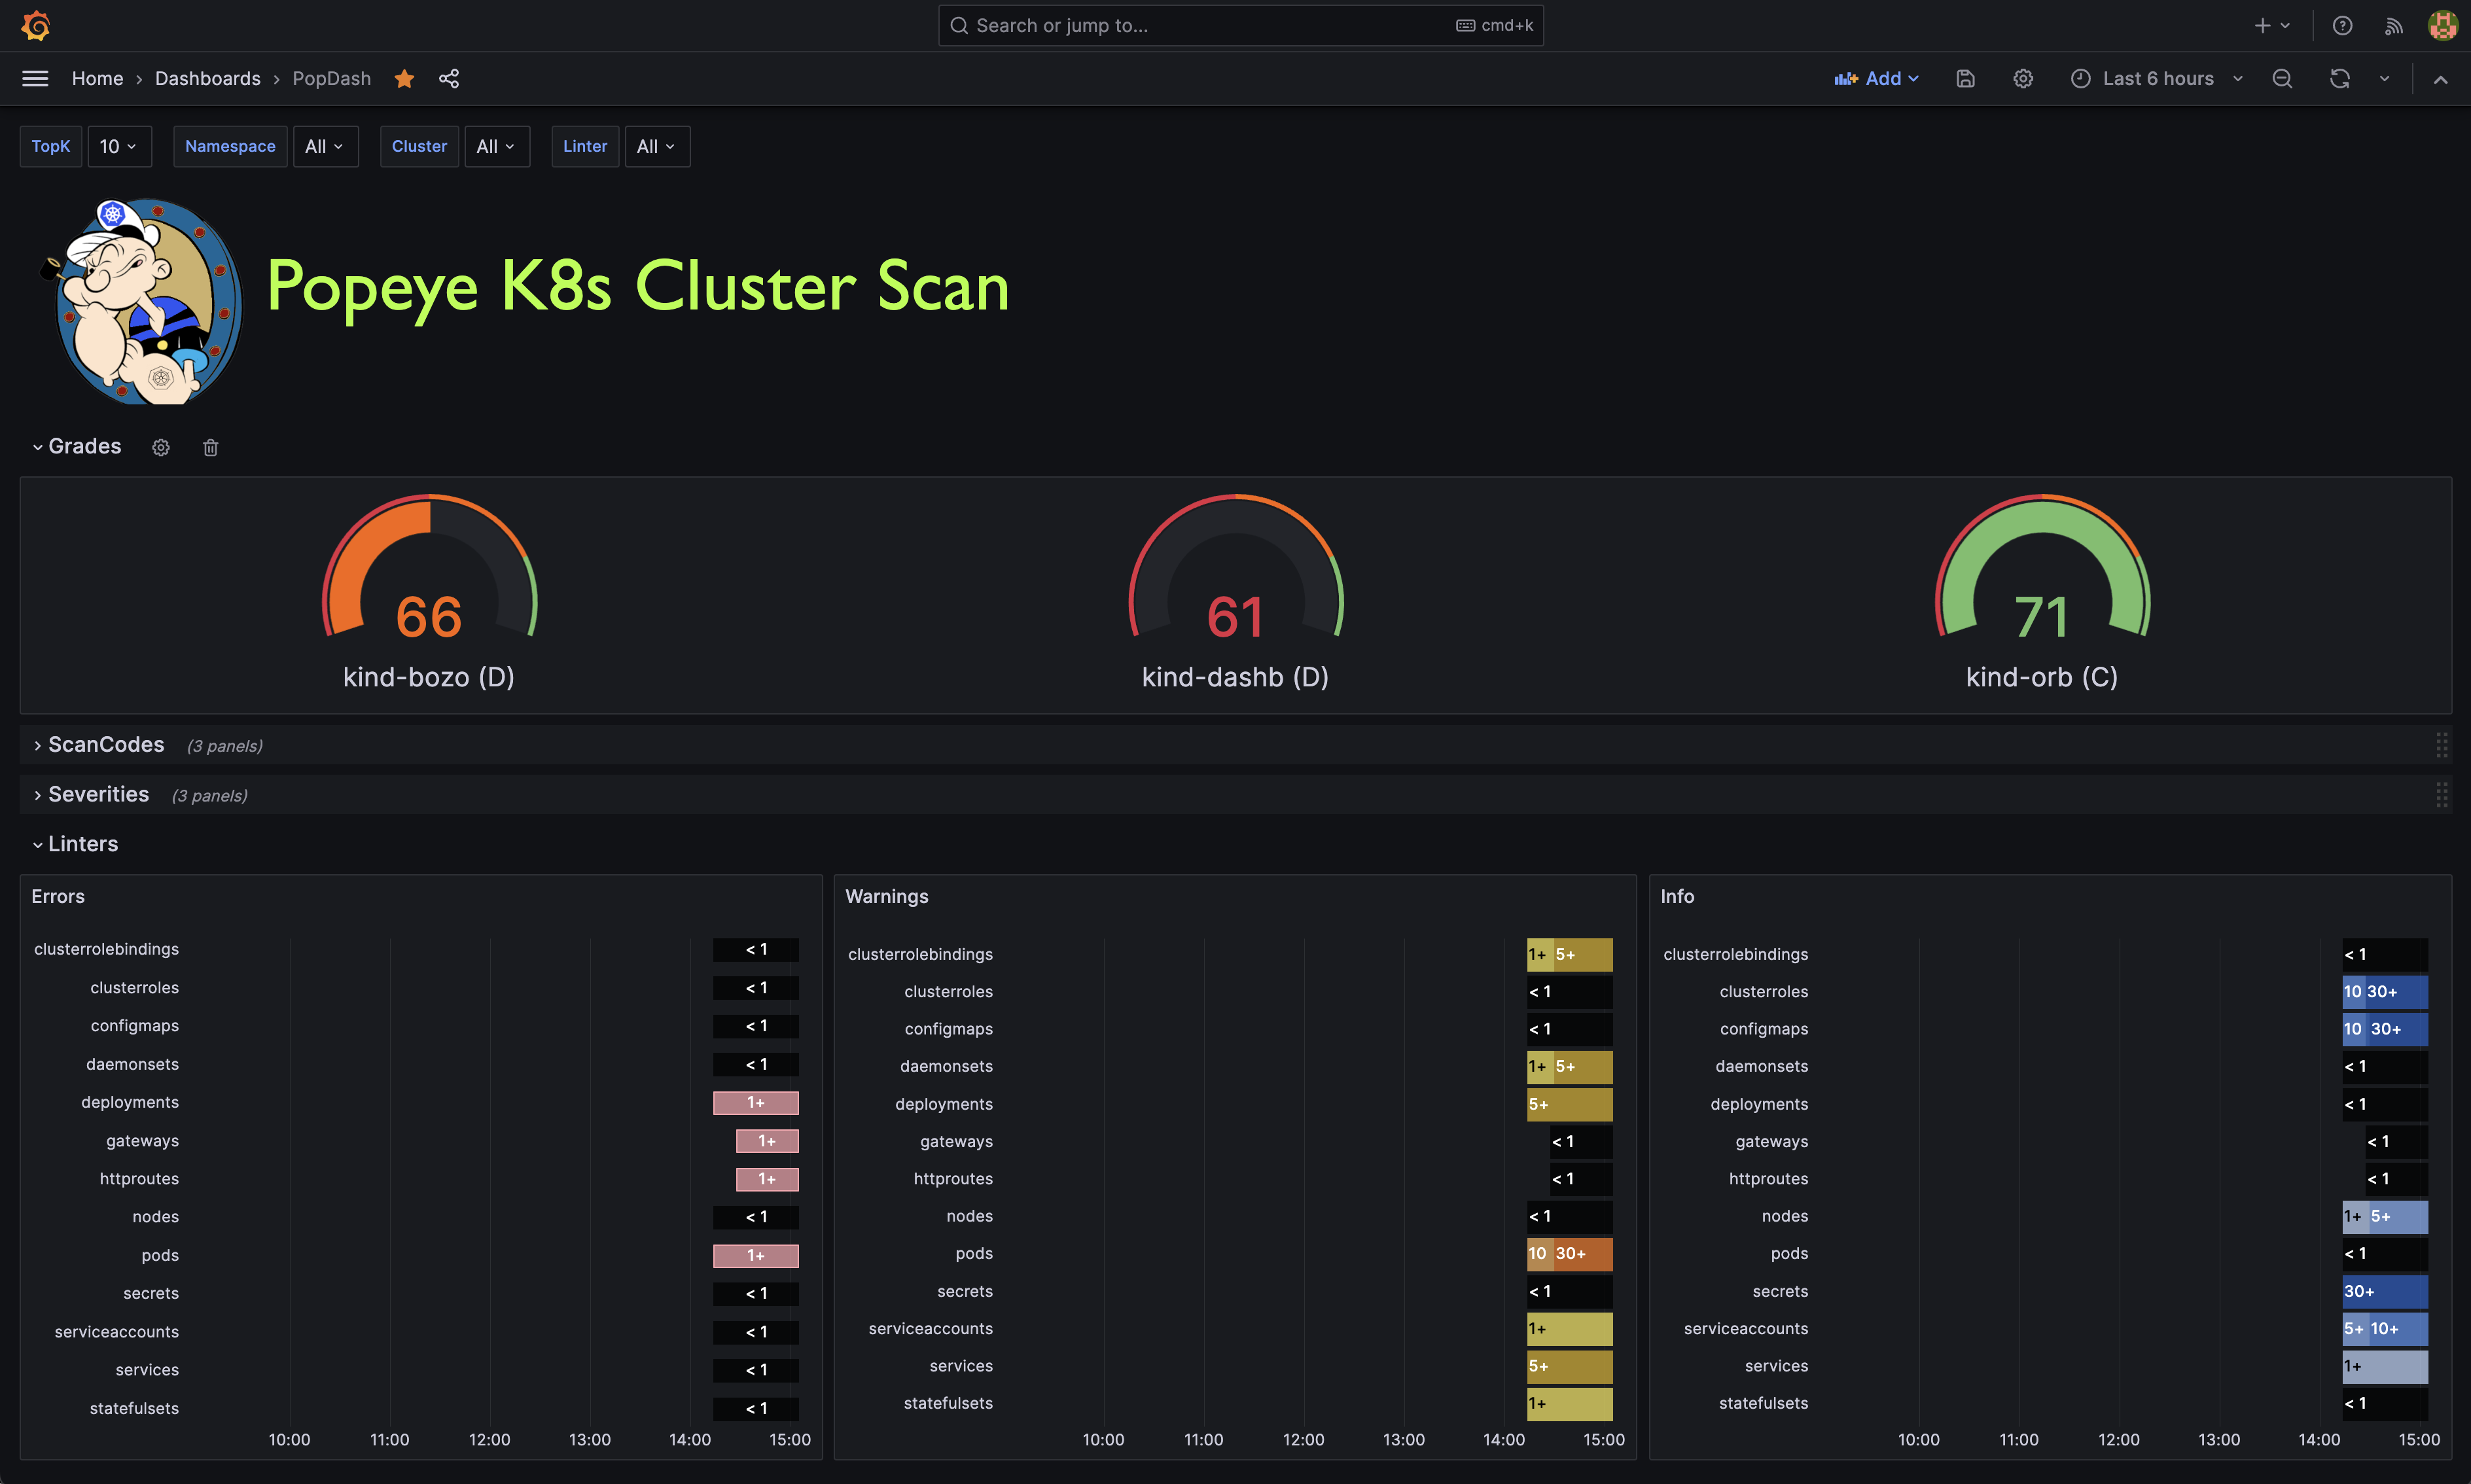 Search or jump to... cmd+k
Home › Dashboards › PopDash Add Last 6 hours
TopK 10 Namespace All Cluster All Linter All
Popeye K8s Cluster Scan
Grades
66 61 71
kind-bozo (D) kind-dashb (D) kind-orb (C)
ScanCodes (3 panels)
Severities (3 panels)
Linters
Errors
clusterrolebindings < 1
clusterroles < 1
configmaps < 1
daemonsets < 1
deployments 1+
gateways 1+
httproutes 1+
nodes < 1
pods 1+
secrets < 1
serviceaccounts < 1
services < 1
statefulsets < 1
10:00 11:00 12:00 13:00 14:00 15:00
Warnings
clusterrolebindings 1+ 5+
clusterroles < 1
configmaps < 1
daemonsets 1+ 5+
deployments 5+
gateways < 1
httproutes < 1
nodes < 1
pods 10 30+
secrets < 1
serviceaccounts 1+
services 5+
statefulsets 1+
10:00 11:00 12:00 13:00 14:00 15:00
Info
clusterrolebindings < 1
clusterroles 10 30+
configmaps 10 30+
daemonsets < 1
deployments < 1
gateways < 1
httproutes < 1
nodes 1+ 5+
pods < 1
secrets 30+
serviceaccounts 5+ 10+
services 1+
statefulsets < 1
10:00 11:00 12:00 13:00 14:00 15:00